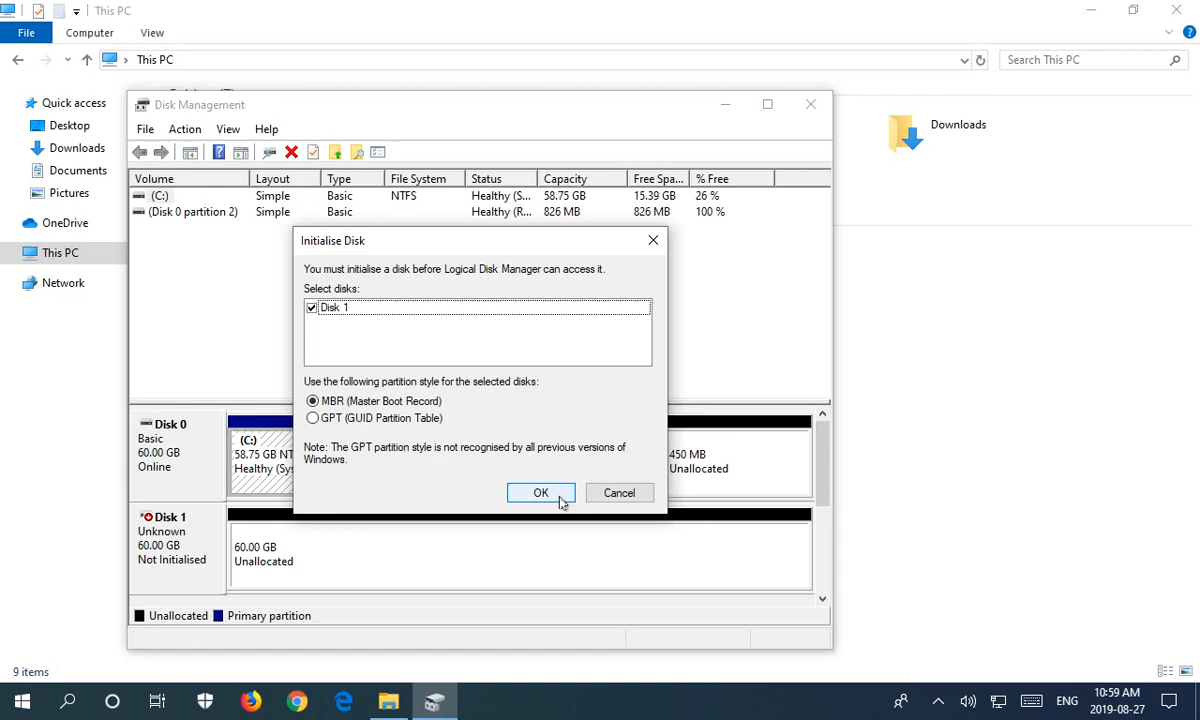 This PC
File Computer View
This PC
Search This PC
Quick access
Desktop
Downloads
Documents
Pictures
OneDrive
This PC
Network
Downloads
Disk Management
File Action View Help
Volume Layout Type File System Status Capacity Free Spa... % Free
(C:) Simple Basic NTFS Healthy (S... 58.75 GB 15.39 GB 26 %
(Disk 0 partition 2) Simple Basic Healthy (R... 826 MB 826 MB 100 %
Initialise Disk
You must initialise a disk before Logical Disk Manager can access it.
Select disks:
Disk 1
Use the following partition style for the selected disks:
MBR (Master Boot Record)
GPT (GUID Partition Table)
Note: The GPT partition style is not recognised by all previous versions of
Windows.
OK Cancel
Disk 0
Basic
60.00 GB
Online
(C:)
58.75 GB NT
Healthy (Sy
450 MB
Unallocated
Disk 1
Unknown
60.00 GB
Not Initialised
60.00 GB
Unallocated
Unallocated Primary partition
9 items
ENG
10:59 AM
2019-08-27